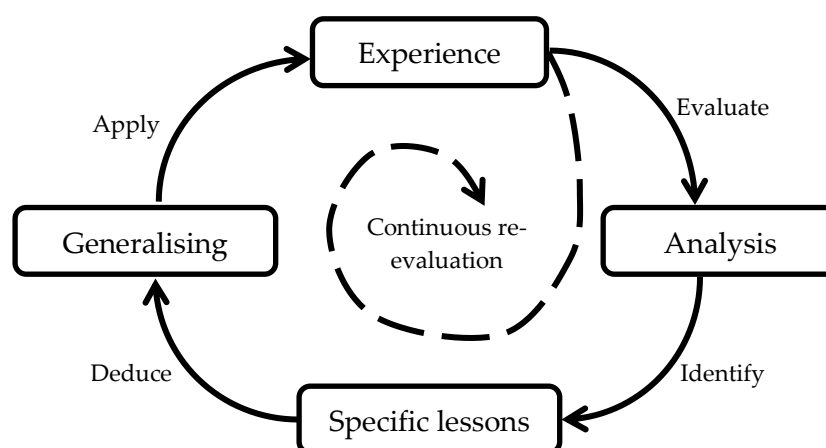 Experience
Evaluate
Apply
Generalising
Continuous re-
evaluation
Analysis
Deduce
Identify
Specific lessons